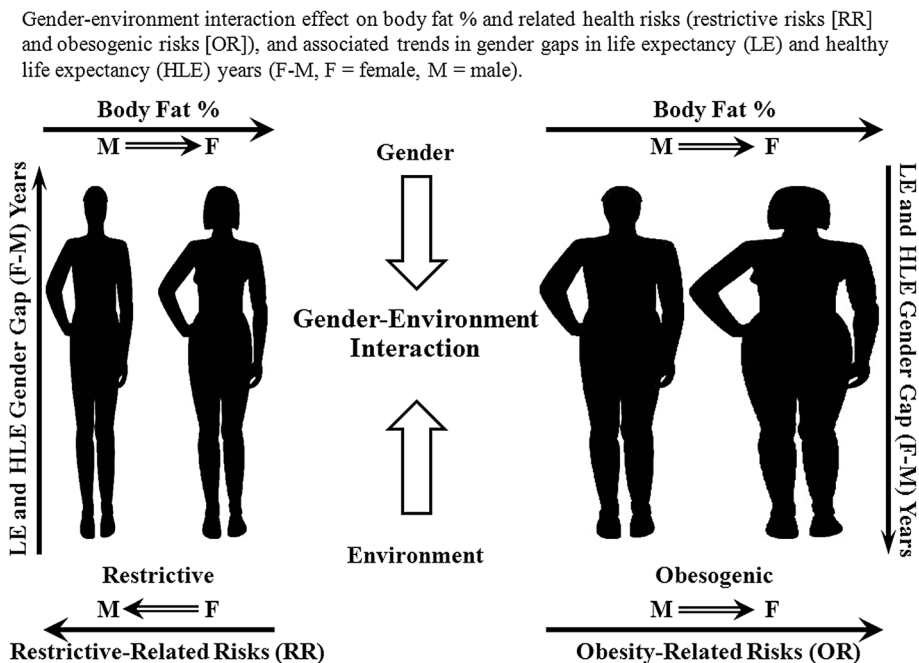 Gender-environment interaction effect on body fat % and related health risks (restrictive risks [RR]
and obesogenic risks [OR]), and associated trends in gender gaps in life expectancy (LE) and healthy
life expectancy (HLE) years (F-M, F = female, M = male).
Body Fat %
M F
LE and HLE Gender Gap (F-M) Years
Restrictive
M F
Restrictive-Related Risks (RR)
Gender
Gender-Environment
Interaction
Environment
Body Fat %
M F
LE and HLE Gender Gap (F-M) Years
Obesogenic
M F
Obesity-Related Risks (OR)